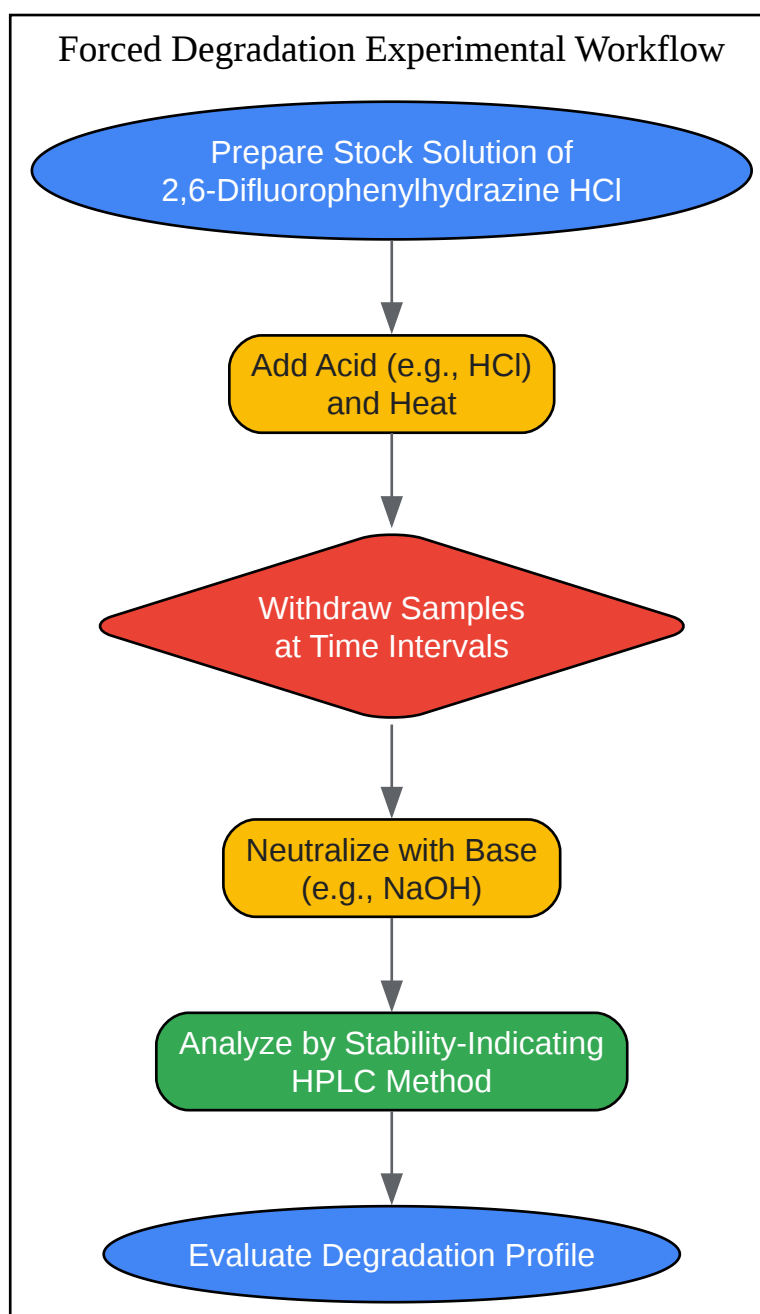 Forced Degradation Experimental Workflow
Prepare Stock Solution of
2,6-Difluorophenylhydrazine HCl
Add Acid (e.g., HCl)
and Heat
Withdraw Samples
at Time Intervals
Neutralize with Base
(e.g., NaOH)
Analyze by Stability-Indicating
HPLC Method
Evaluate Degradation Profile